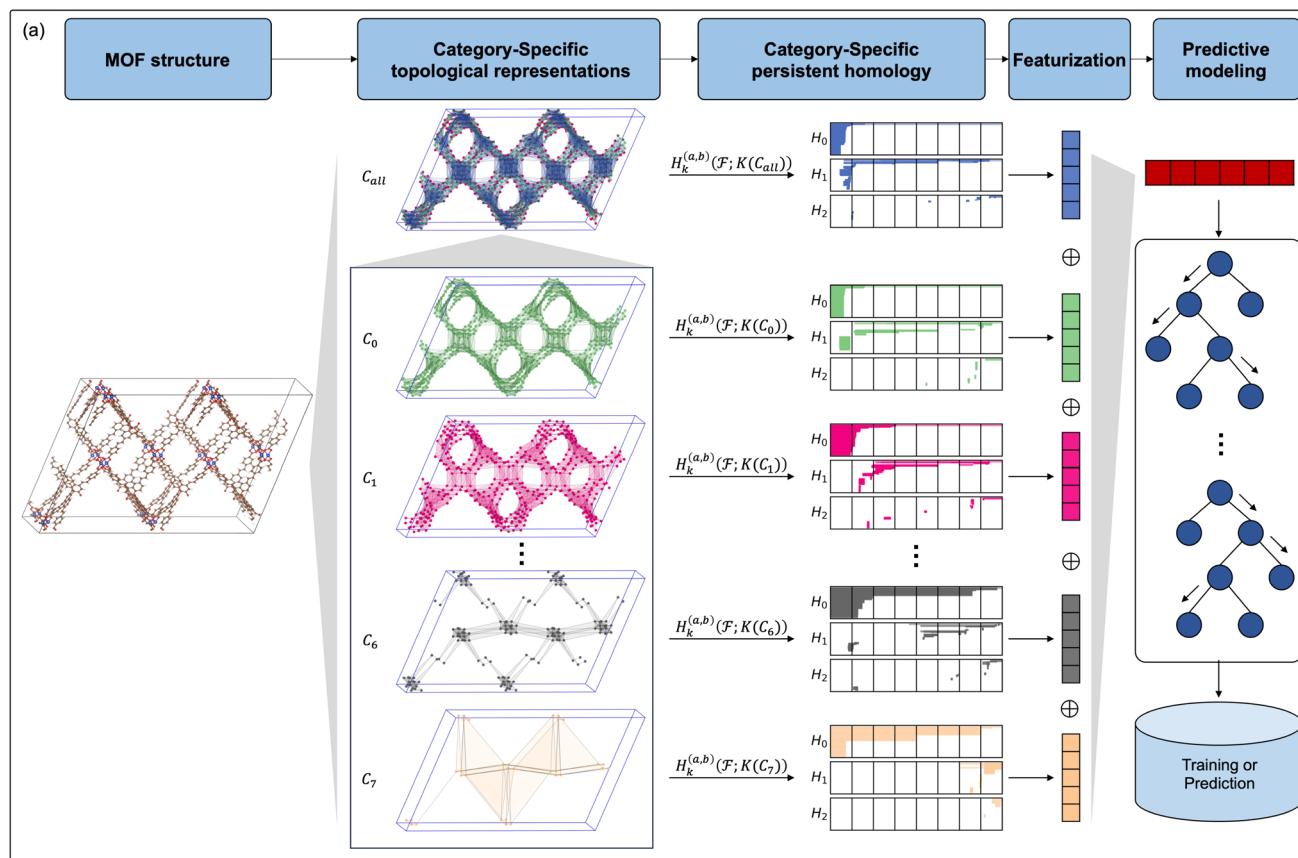 (a)
MOF structure
Category-Specific
topological representations
Category-Specific
persistent homology
Featurization
Predictive
modeling
C_all
H_k^(a,b)(ℱ; K(C_all))
H_0
H_1
H_2
⊕
C_0
H_k^(a,b)(ℱ; K(C_0))
H_0
H_1
H_2
⊕
C_1
H_k^(a,b)(ℱ; K(C_1))
H_0
H_1
H_2
⊕
C_6
H_k^(a,b)(ℱ; K(C_6))
H_0
H_1
H_2
⊕
C_7
H_k^(a,b)(ℱ; K(C_7))
H_0
H_1
H_2
Training or
Prediction